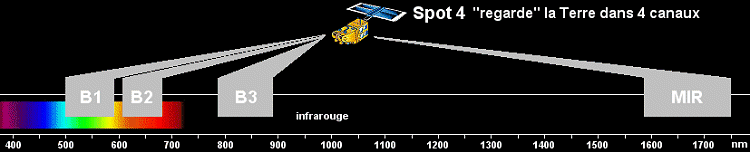 Spot 4 "regarde" la Terre dans 4 canaux
B1 B2 B3 MIR
infrarouge
400 500 600 700 800 900 1000 1100 1200 1300 1400 1500 1600 1700 nm